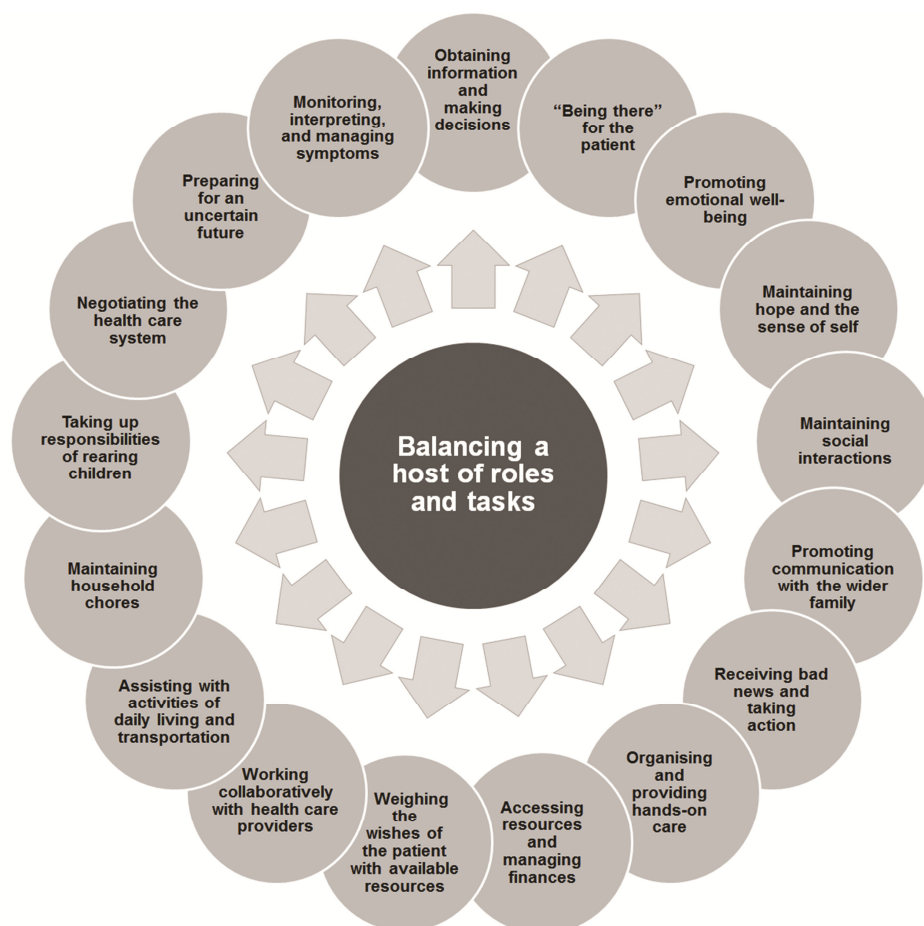 Obtaining
information
and
making
decisions
“Being there”
for the
patient
Promoting
emotional well-
being
Maintaining
hope and the
sense of self
Maintaining
social
interactions
Promoting
communication
with the wider
family
Receiving bad
news and
taking
action
Organising
and
providing
hands-on
care
Accessing
resources
and
managing
finances
Weighing
the
wishes of
the patient
with available
resources
Working
collaboratively
with health care
providers
Assisting with
activities of
daily living and
transportation
Maintaining
household
chores
Taking up
responsibilities
of rearing
children
Negotiating the
health care
system
Preparing
for an
uncertain
future
Monitoring,
interpreting,
and managing
symptoms
Balancing a
host of roles
and tasks